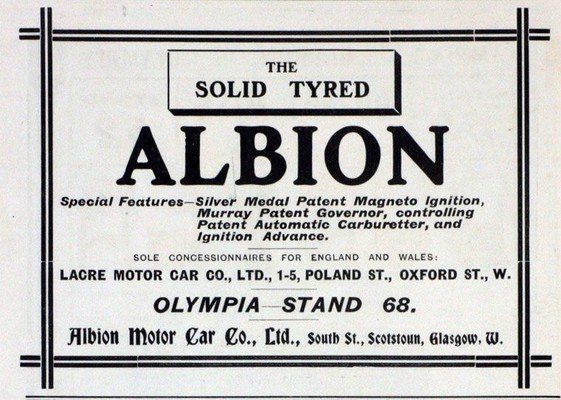 THE
SOLID TYRED
ALBION
Special Features—Silver Medal Patent Magneto Ignition,
Murray Patent Governor, controlling
Patent Automatic Carburetter, and
Ignition Advance.
SOLE CONCESSIONNAIRES FOR ENGLAND AND WALES:
LACRE MOTOR CAR CO., LTD., 1-5, POLAND ST., OXFORD ST., W.
OLYMPIA—STAND 68.
Albion Motor Car Co., Ltd., South St., Scotstoun, Glasgow, W.